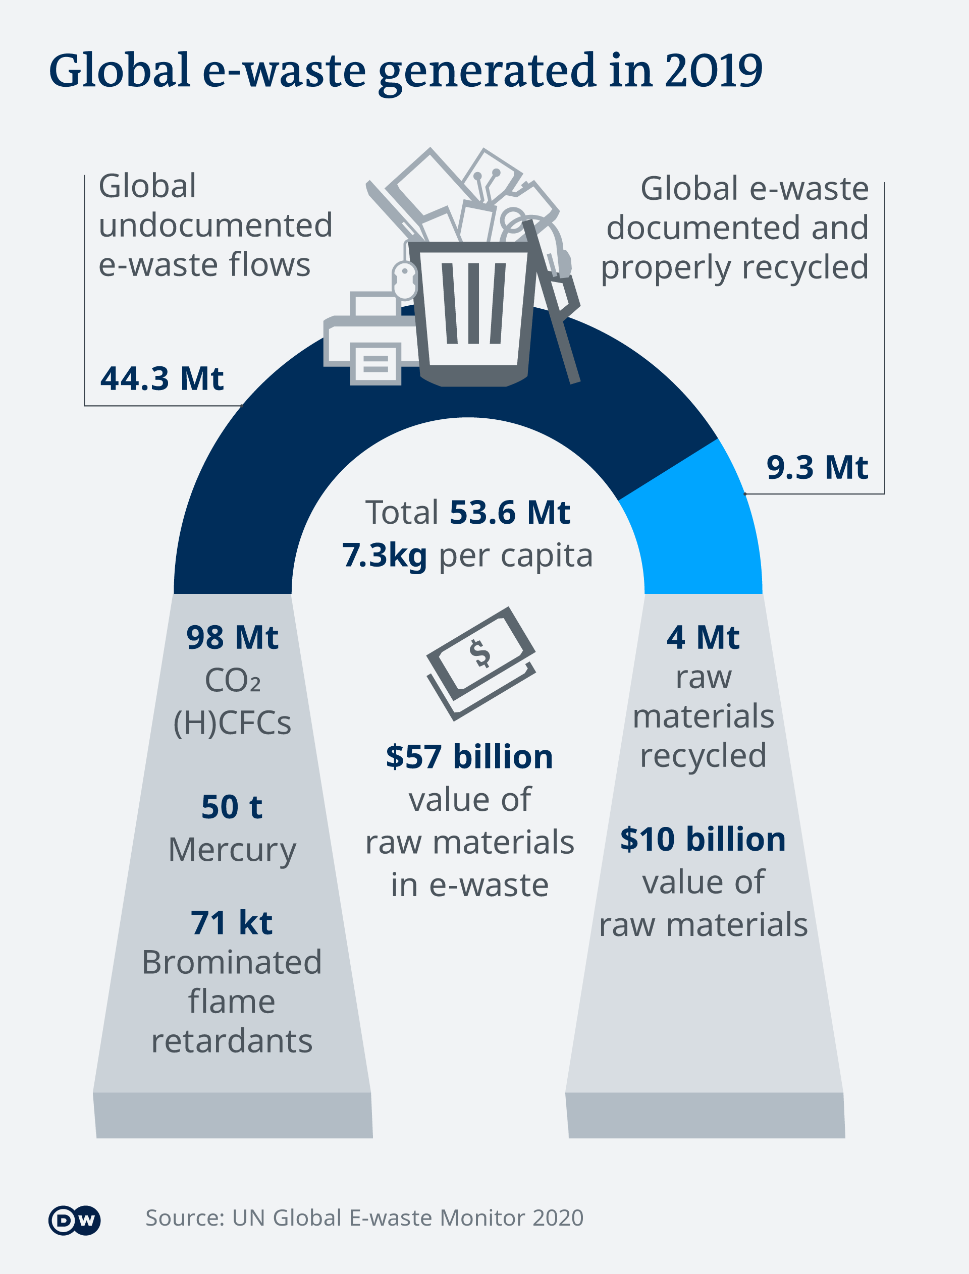 Global e-waste generated in 2019
Global
undocumented
e-waste flows
44.3 Mt
Global e-waste
documented and
properly recycled
9.3 Mt
Total 53.6 Mt
7.3kg per capita
$
$57 billion
value of
raw materials
in e-waste
98 Mt
CO₂
(H)CFCs
50 t
Mercury
71 kt
Brominated
flame
retardants
4 Mt
raw
materials
recycled
$10 billion
value of
raw materials
DW
Source: UN Global E-waste Monitor 2020